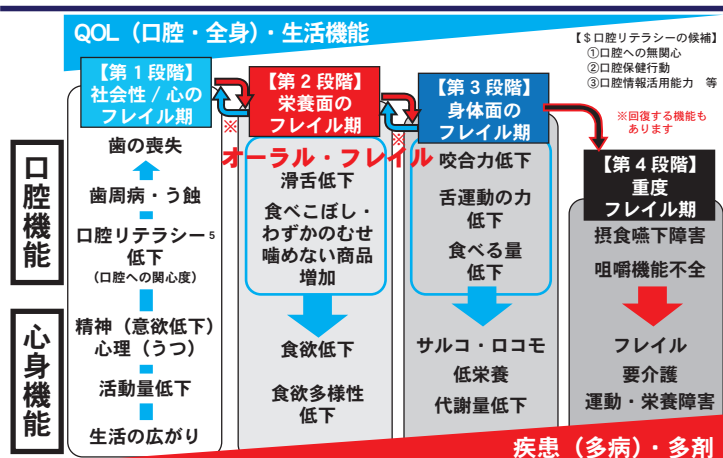 QOL（口腔・全身）・生活機能
【＄口腔リテラシーの候補】
①口腔への無関心
②口腔保健行動
③口腔情報活用能力　等
【第１段階】
社会性 / 心の
フレイル期
【第２段階】
栄養面の
フレイル期
【第３段階】
身体面の
フレイル期
※回復する機能も
あります
【第４段階】
重度
フレイル期
※
※
オーラル・フレイル
口腔機能
歯の喪失
歯周病・う蝕
口腔リテラシー5
低下
（口腔への関心度）
滑舌低下
食べこぼし・
わずかのむせ
噛めない商品
増加
咬合力低下
舌運動の力
低下
食べる量
低下
摂食嚥下障害
咀嚼機能不全
心身機能
精神（意欲低下）
心理（うつ）
活動量低下
生活の広がり
食欲低下
食欲多様性
低下
サルコ・ロコモ
低栄養
代謝量低下
フレイル
要介護
運動・栄養障害
疾患（多病）・多剤